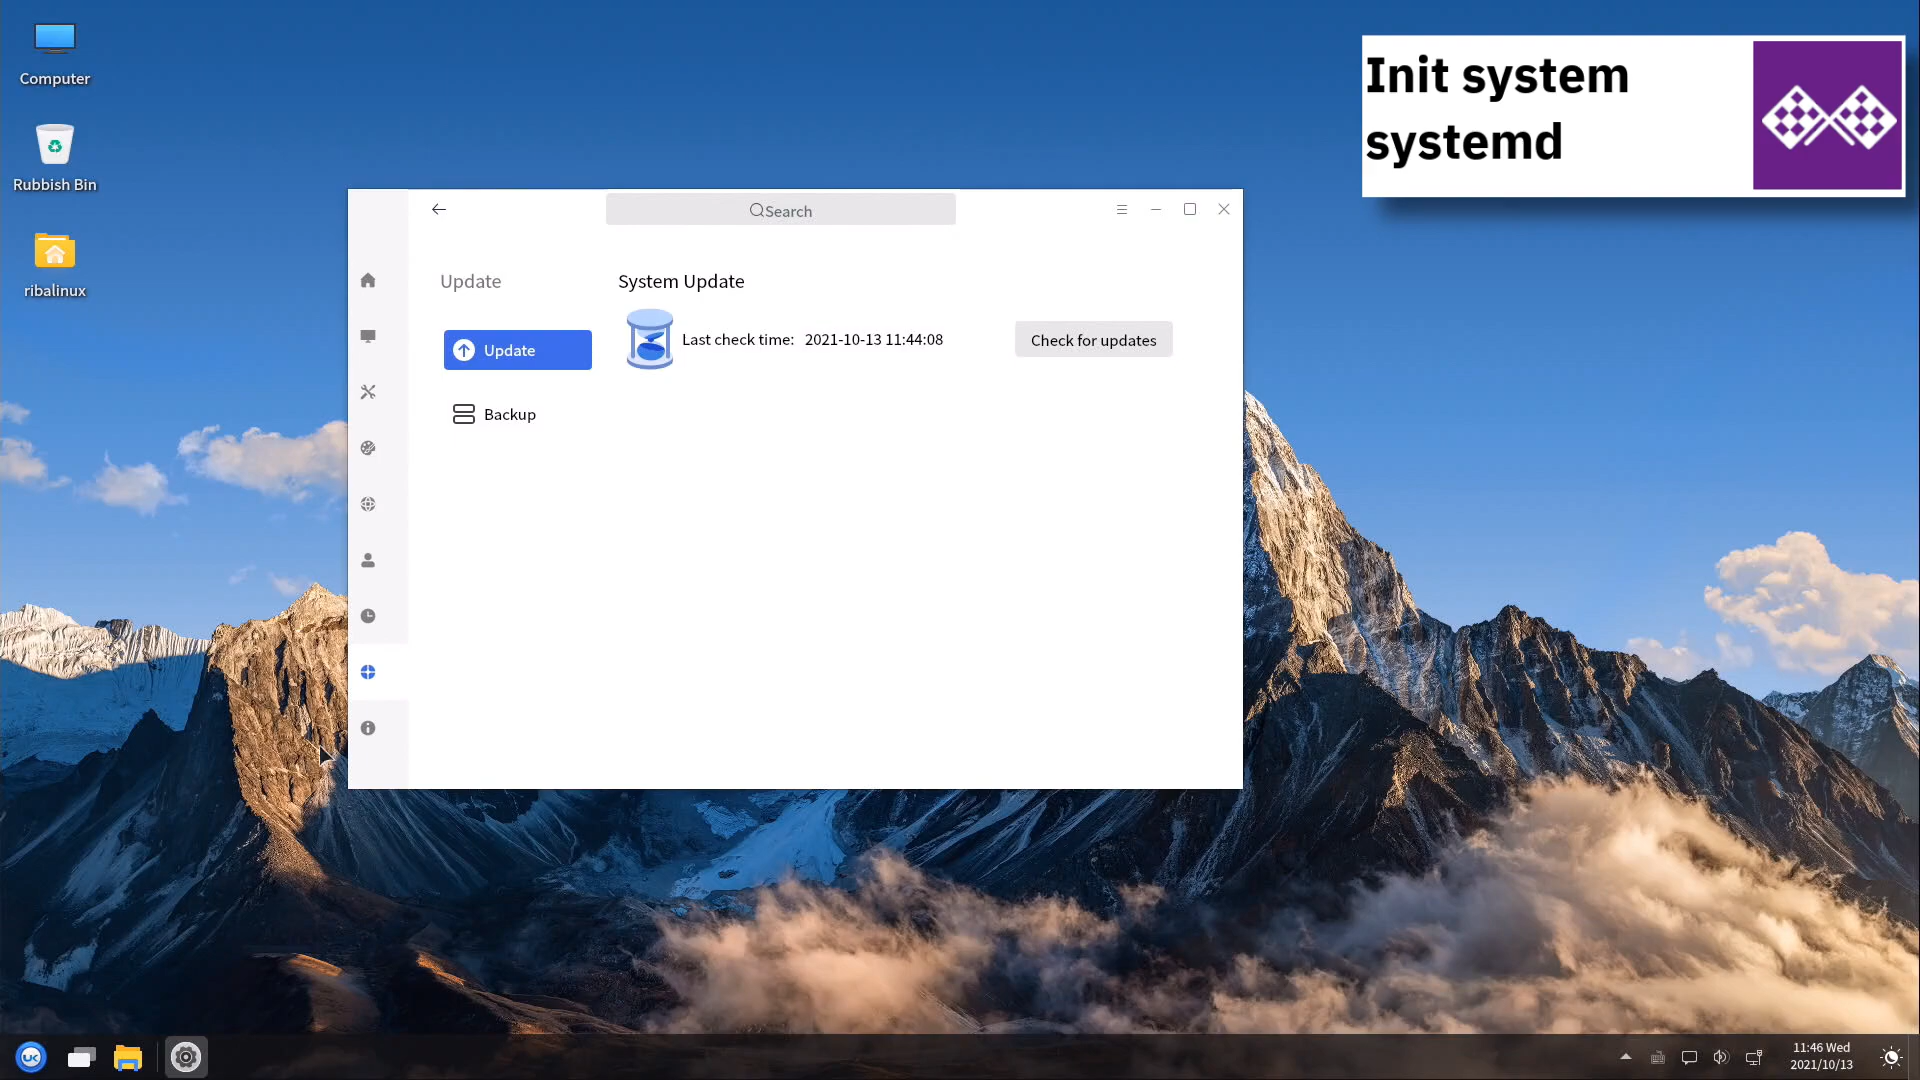 Computer
Rubbish Bin
ribalinux
Init system
systemd
Search
Update
System Update
Update
Last check time: 2021-10-13 11:44:08
Check for updates
Backup
UK
11:46 Wed
2021/10/13